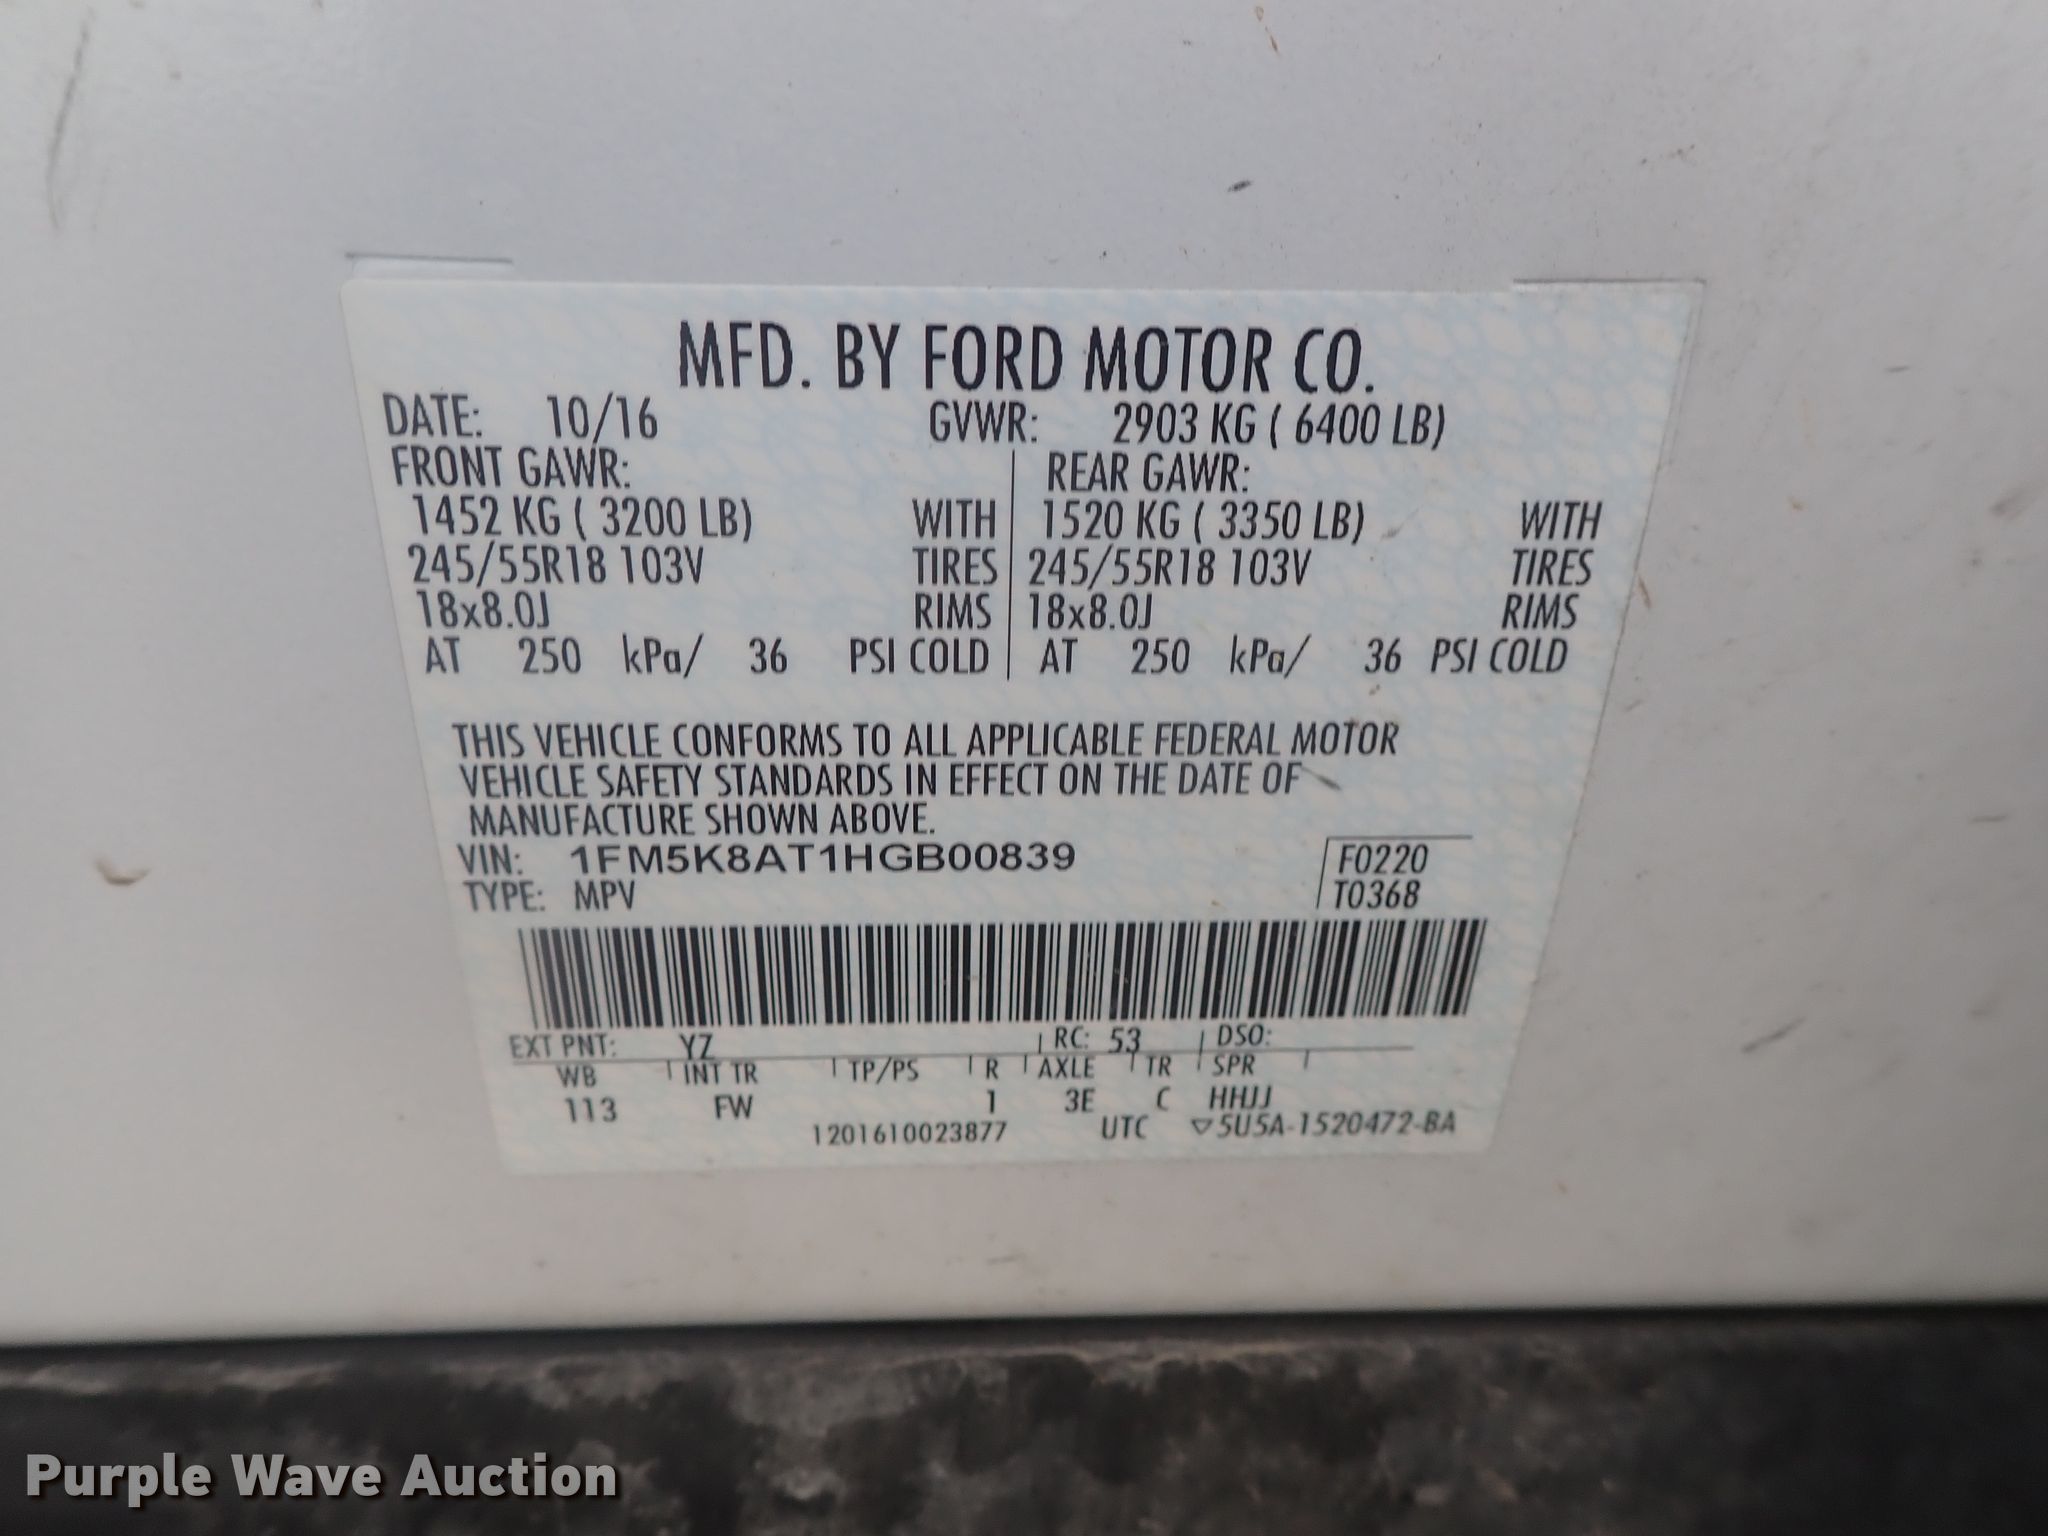 MFD. BY FORD MOTOR CO.
DATE: 10/16 GVWR: 2903 KG ( 6400 LB)
FRONT GAWR: REAR GAWR:
1452 KG ( 3200 LB) WITH 1520 KG ( 3350 LB) WITH
245/55R18 103V TIRES 245/55R18 103V TIRES
18x8.0J RIMS 18x8.0J RIMS
AT 250 kPa/ 36 PSI COLD AT 250 kPa/ 36 PSI COLD
THIS VEHICLE CONFORMS TO ALL APPLICABLE FEDERAL MOTOR
VEHICLE SAFETY STANDARDS IN EFFECT ON THE DATE OF
MANUFACTURE SHOWN ABOVE.
VIN: 1FM5K8AT1HGB00839 F0220
TYPE: MPV T0368
EXT PNT: YZ RC: 53 DSO:
WB INT TR TP/PS R AXLE TR SPR
113 FW 1 3E C HHJJ
1201610023877 UTC ▽5U5A-1520472-BA
Purple Wave Auction